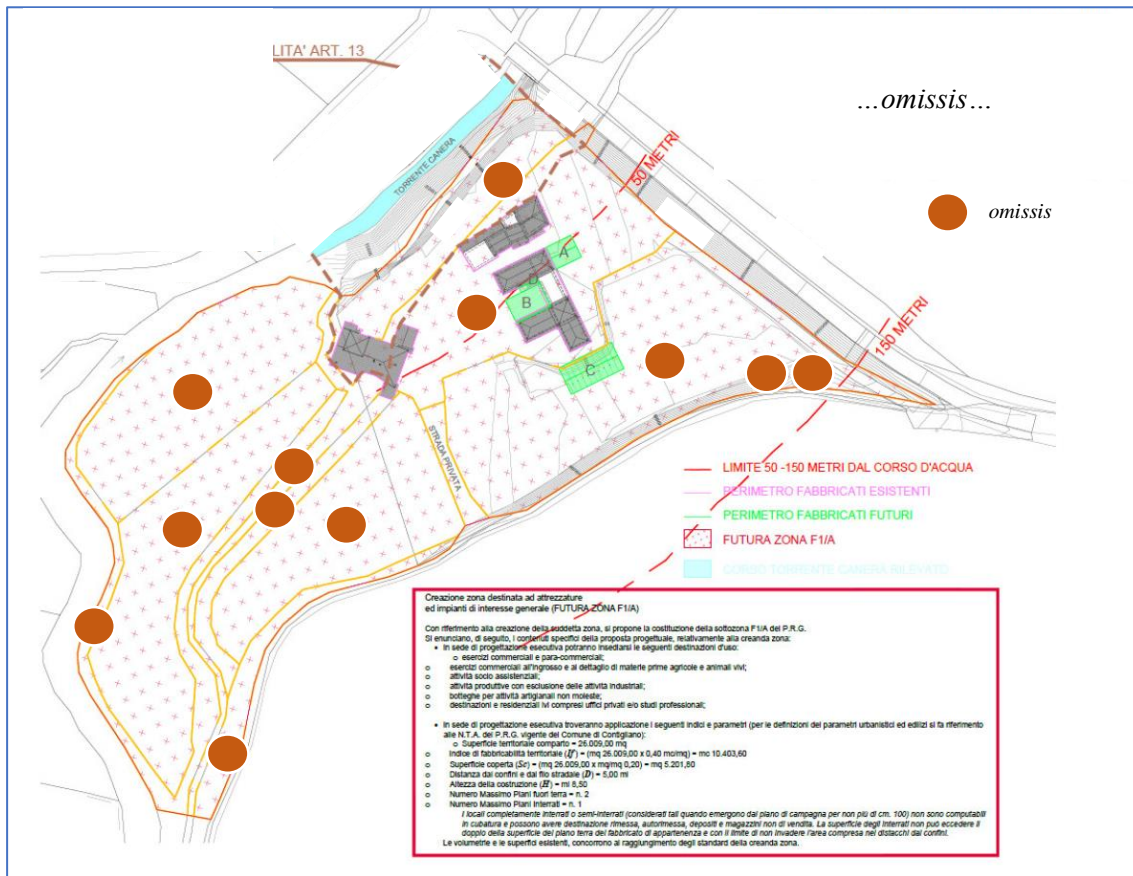 LITA' ART. 13
...omissis...
50 METRI
TORRENTE CANERA
omissis
A
D
B
150 METRI
C
STRADA PRIVATA
LIMITE 50 -150 METRI DAL CORSO D'ACQUA
PERIMETRO FABBRICATI ESISTENTI
PERIMETRO FABBRICATI FUTURI
FUTURA ZONA F1/A
CORSO TORRENTE CANERA RILEVATO
Creazione zona destinata ad attrezzature
ed impianti di interesse generale (FUTURA ZONA F1/A)
Con riferimento alla creazione della suddetta zona, si propone la costituzione della sottozona F1/A del P.R.G.
Si enunciano, di seguito, i contenuti specifici della proposta progettuale, relativamente alla creanda zona:
• In sede di progettazione esecutiva potranno insediarsi le seguenti destinazioni d'uso:
o esercizi commerciali e para-commerciali;
o esercizi commerciali all'ingrosso e al dettaglio di materie prime agricole e animali vivi;
o attività socio assistenziali;
o attività produttive con esclusione delle attività industriali;
o botteghe per attività artigianali non moleste;
o destinazioni e residenziali ivi compresi uffici privati e/o studi professionali;
• In sede di progettazione esecutiva troveranno applicazione i seguenti indici e parametri (per le definizioni dei parametri urbanistici ed edilizi si fa riferimento
alle N.T.A. del P.R.G. vigente del Comune di Contigliano):
o Superficie territoriale comparto = 26.009,00 mq
o Indice di fabbricabilità territoriale (If) = (mq 26.009,00 x 0,40 mc/mq) = mc 10.403,60
o Superficie coperta (Sc) = (mq 26.009,00 x mq/mq 0,20) = mq 5.201,80
o Distanza dai confini e dal filo stradale (D) = 5,00 ml
o Altezza della costruzione (H) = ml 8,50
o Numero Massimo Piani fuori terra = n. 2
o Numero Massimo Piani Interrati = n. 1
I locali completamente interrati o semi-interrati (considerati tali quando emergono dal piano di campagna per non più di cm. 100) non sono computabili
in cubatura e possono avere destinazione rimessa, autorimessa, depositi e magazzini non di vendita. La superficie degli interrati non può eccedere il
doppio della superficie del piano terra del fabbricato di appartenenza e con il limite di non invadere l'area compresa nei distacchi dai confini.
Le volumetrie e le superfici esistenti, concorrono al raggiungimento degli standard della creanda zona.